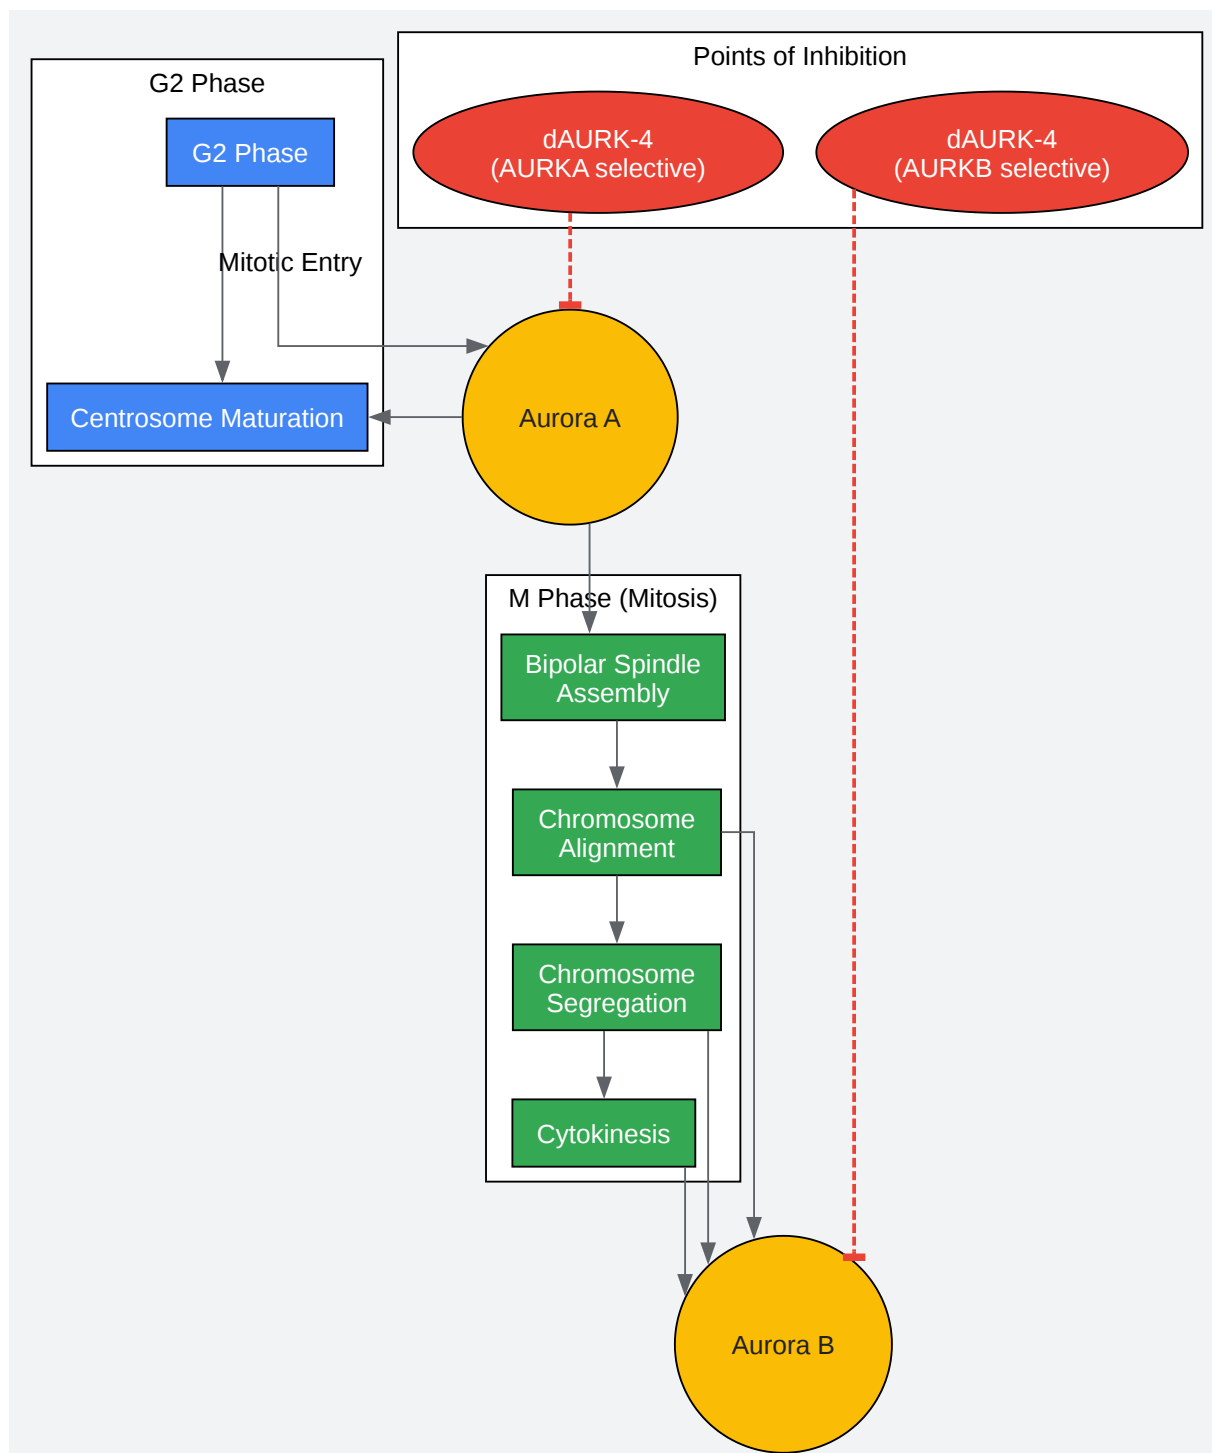 Points of Inhibition
G2 Phase
dAURK-4
(AURKA selective)
dAURK-4
(AURKB selective)
G2 Phase
Mitotic Entry
Centrosome Maturation
Aurora A
M Phase (Mitosis)
Bipolar Spindle
Assembly
Chromosome
Alignment
Chromosome
Segregation
Cytokinesis
Aurora B